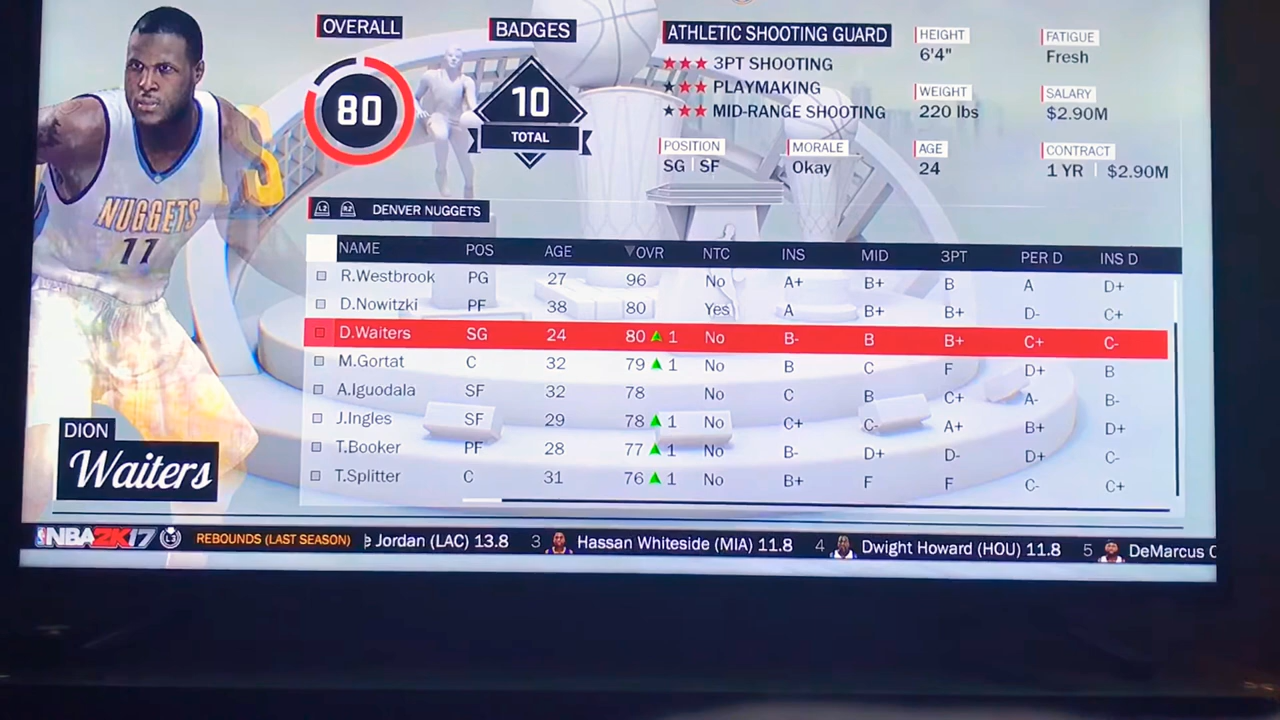 OVERALL
80
BADGES
10
TOTAL
ATHLETIC SHOOTING GUARD
3PT SHOOTING
PLAYMAKING
MID-RANGE SHOOTING
POSITION
SG | SF
MORALE
Okay
HEIGHT
6'4"
WEIGHT
220 lbs
AGE
24
FATIGUE
Fresh
SALARY
$2.90M
CONTRACT
1 YR | $2.90M
NUGGETS
11
L2 R2 DENVER NUGGETS
NAME POS AGE OVR NTC INS MID 3PT PER D INS D
R.Westbrook PG 27 96 No A+ B+ B A D+
D.Nowitzki PF 38 80 Yes A B+ B+ D- C+
D.Waiters SG 24 80 1 No B- B B+ C+ C-
M.Gortat C 32 79 1 No B C F D+ B
A.Iguodala SF 32 78 No C B C+ A- B-
J.Ingles SF 29 78 1 No C+ C- A+ B+ D+
T.Booker PF 28 77 1 No B- D+ D- D+ C-
T.Splitter C 31 76 1 No B+ F F C- C+
DION
Waiters
NBA 2K17 REBOUNDS (LAST SEASON) Jordan (LAC) 13.8 3 Hassan Whiteside (MIA) 11.8 4 Dwight Howard (HOU) 11.8 5 DeMarcus